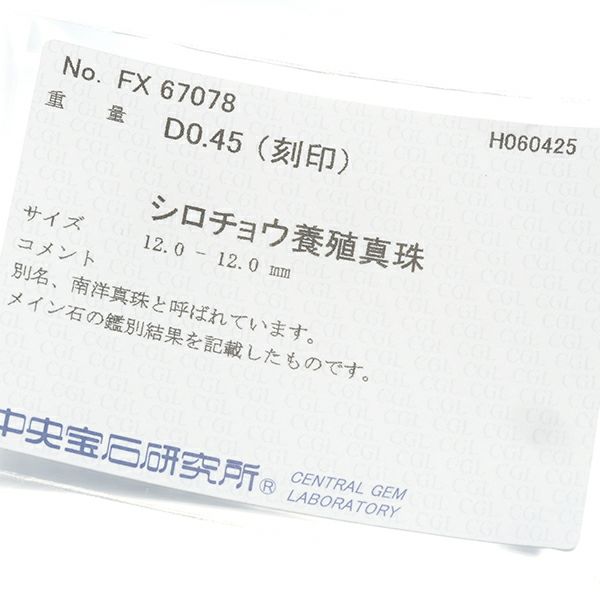 No. FX 67078
重 量 D0.45 (刻印)
H060425
シロチョウ養殖真珠
サイズ 12.0 - 12.0 mm
コメント
別名、南洋真珠と呼ばれています。
メイン石の鑑別結果を記載したものです。
中央宝石研究所® CENTRAL GEM
LABORATORY